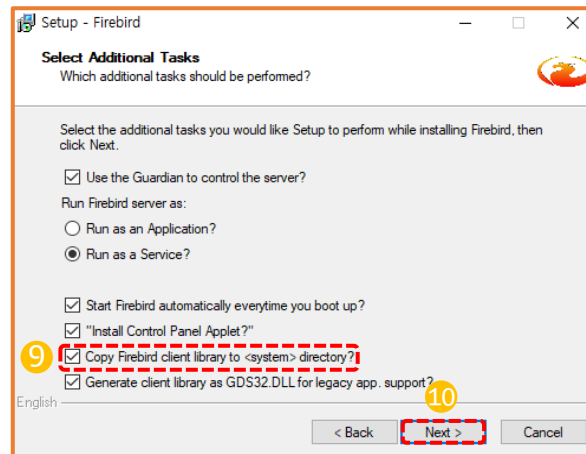 Setup - Firebird
Select Additional Tasks
Which additional tasks should be performed?
Select the additional tasks you would like Setup to perform while installing Firebird, then
click Next.
Use the Guardian to control the server?
Run Firebird server as:
Run as an Application?
Run as a Service?
Start Firebird automatically everytime you boot up?
"Install Control Panel Applet?"
9 Copy Firebird client library to <system> directory?
Generate client library as GDS32.DLL for legacy app. support?
English
10
< Back Next > Cancel